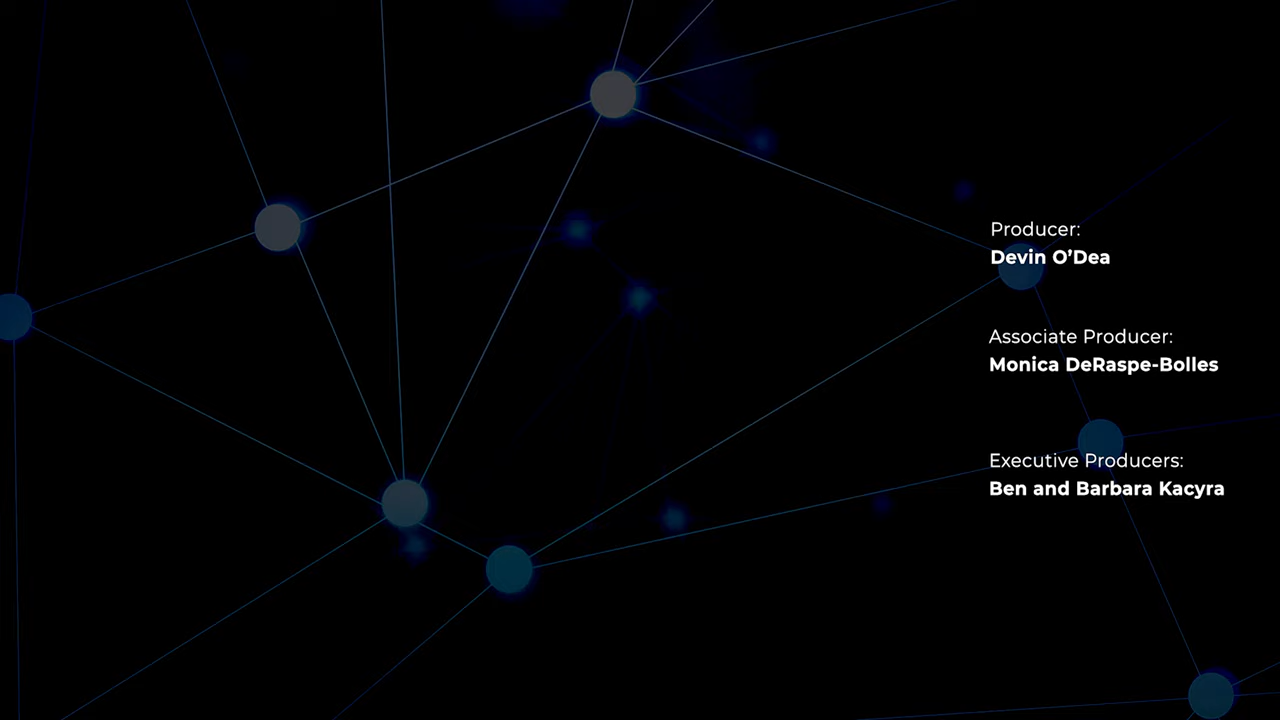 Producer:
Devin O’Dea
Associate Producer:
Monica DeRaspe-Bolles
Executive Producers:
Ben and Barbara Kacyra